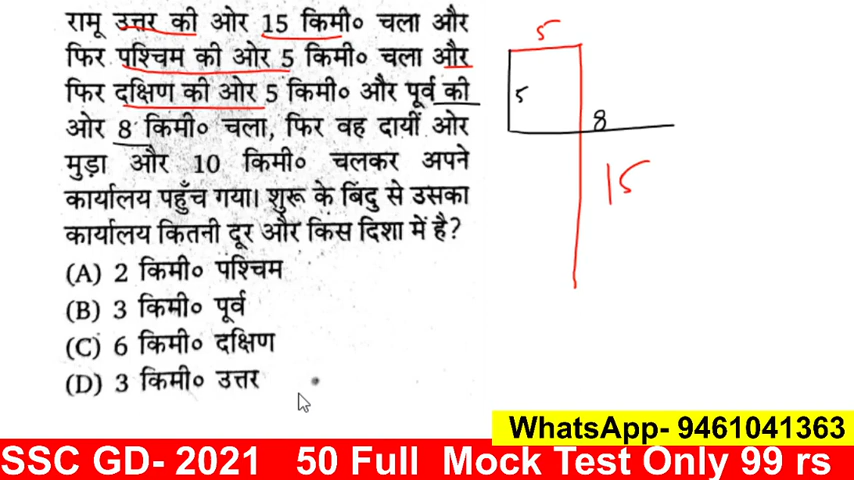 रामू उत्तर की ओर 15 किमी० चला और
फिर पश्चिम की ओर 5 किमी० चला और
फिर दक्षिण की ओर 5 किमी० और पूर्व की
ओर 8 किमी० चला, फिर वह दायीं ओर
मुड़ा और 10 किमी० चलकर अपने
कार्यालय पहुँच गया। शुरू के बिंदु से उसका
कार्यालय कितनी दूर और किस दिशा में है?
(A) 2 किमी० पश्चिम
(B) 3 किमी० पूर्व
(C) 6 किमी० दक्षिण
(D) 3 किमी० उत्तर
5
5
8
15
WhatsApp- 9461041363
SSC GD- 2021 50 Full Mock Test Only 99 rs